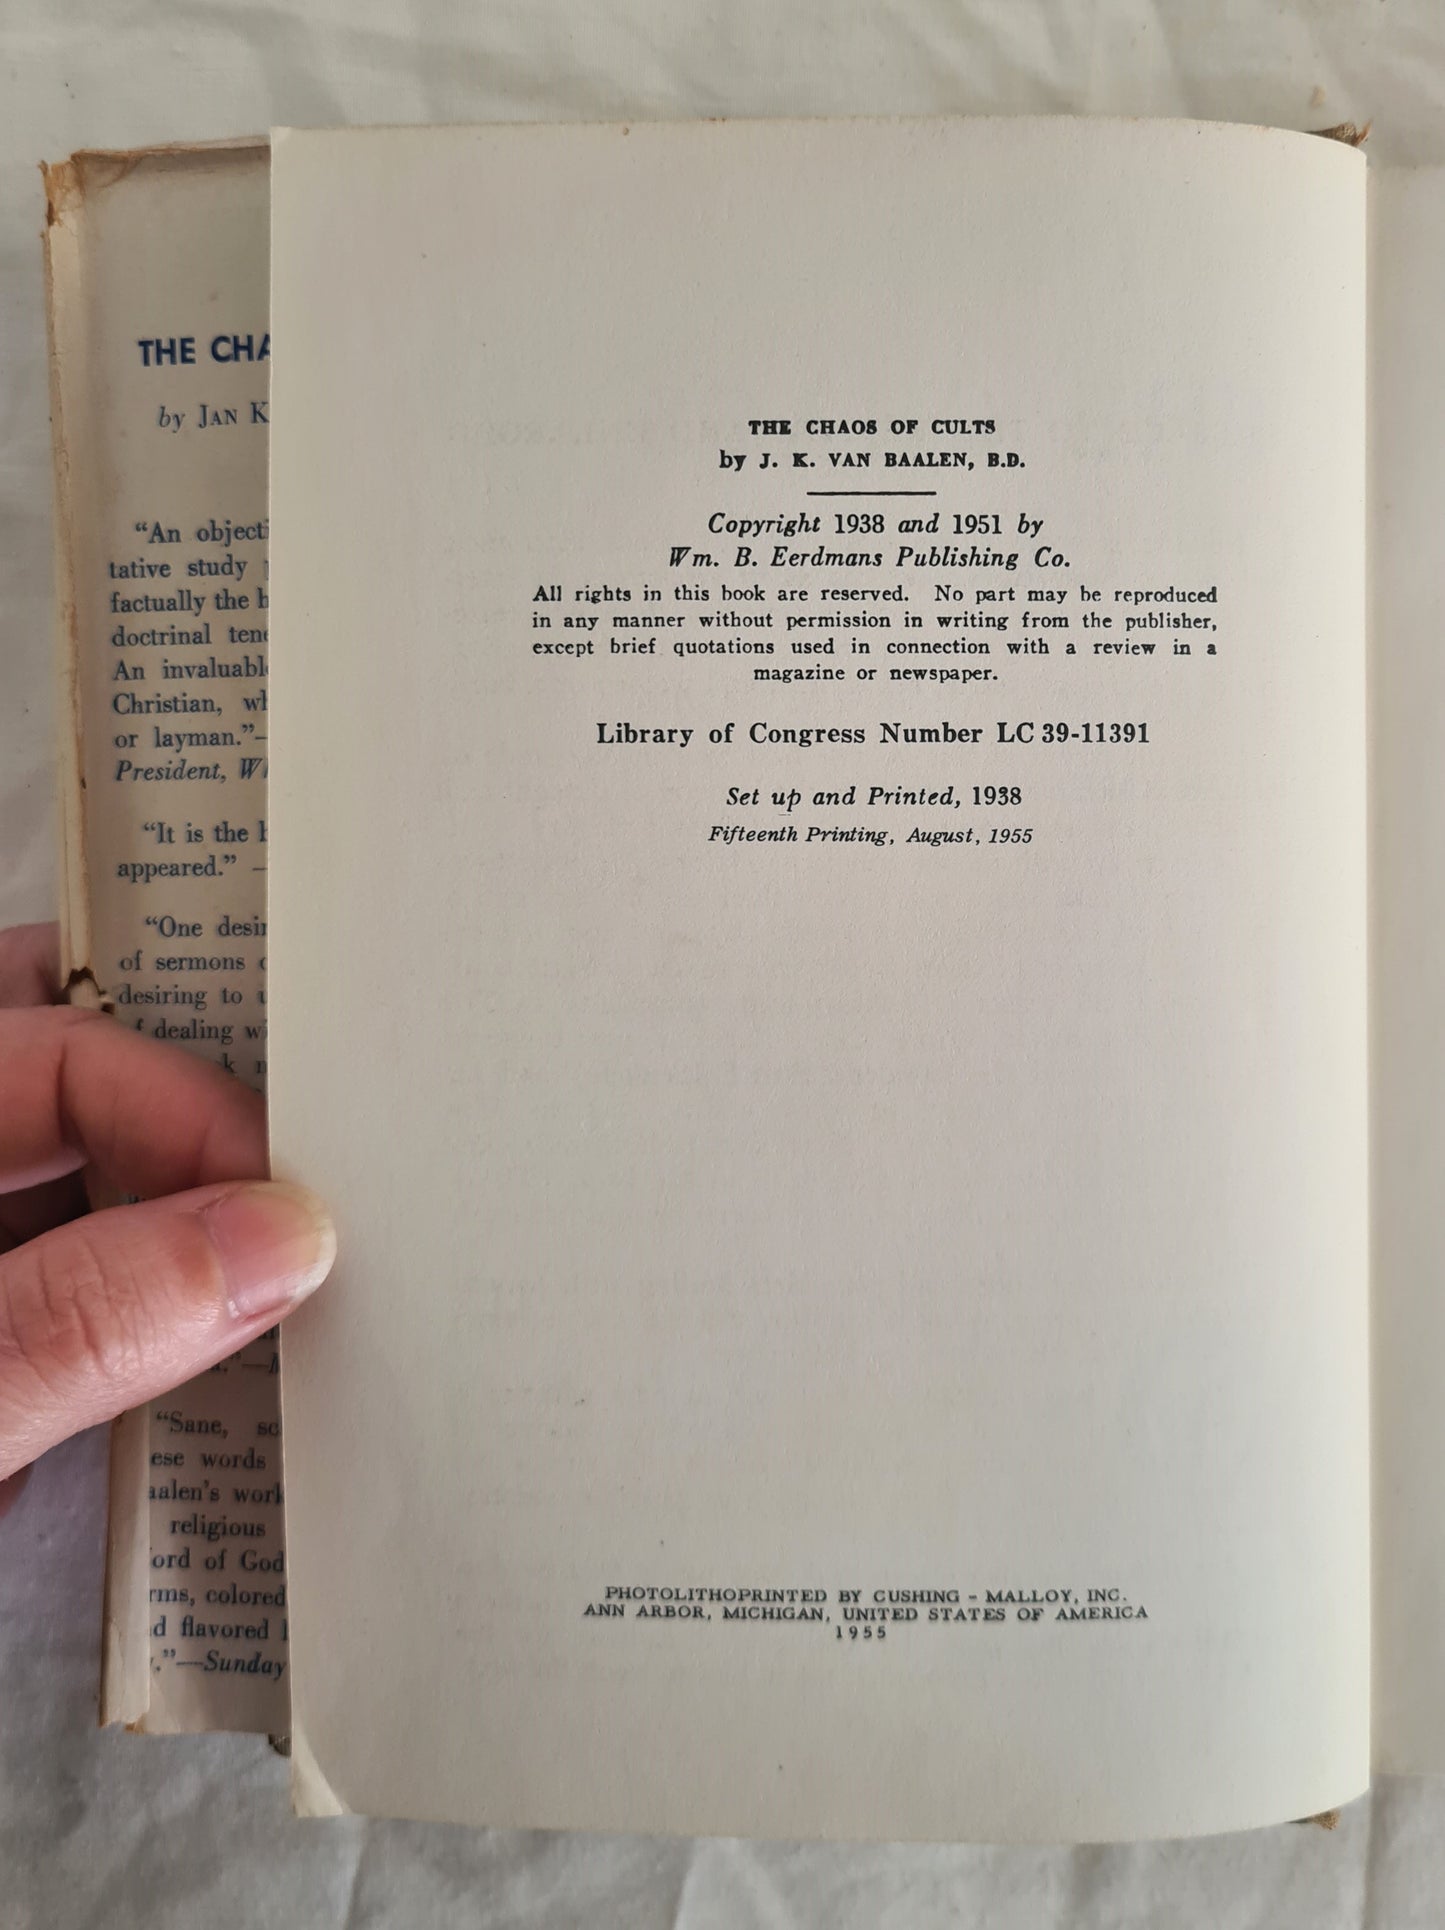 THE CHA
by JAN K
“An objecti
tative study
factually the
doctrinal tene
An invaluabl
Christian, wh
or layman.”—
President, W
“It is the
appeared.” —
“One desir
of sermons
desiring to
dealing wi
“Sane, sc
ese words
aalen’s work
religious
ord of God
rms, colored
d flavored
.”—Sunday
THE CHAOS OF CULTS
by J. K. VAN BAALEN, B.D.
Copyright 1938 and 1951 by
Wm. B. Eerdmans Publishing Co.
All rights in this book are reserved. No part may be reproduced
in any manner without permission in writing from the publisher,
except brief quotations used in connection with a review in a
magazine or newspaper.
Library of Congress Number LC 39-11391
Set up and Printed, 1938
Fifteenth Printing, August, 1955
PHOTOLITHOPRINTED BY CUSHING - MALLOY, INC.
ANN ARBOR, MICHIGAN, UNITED STATES OF AMERICA
1955